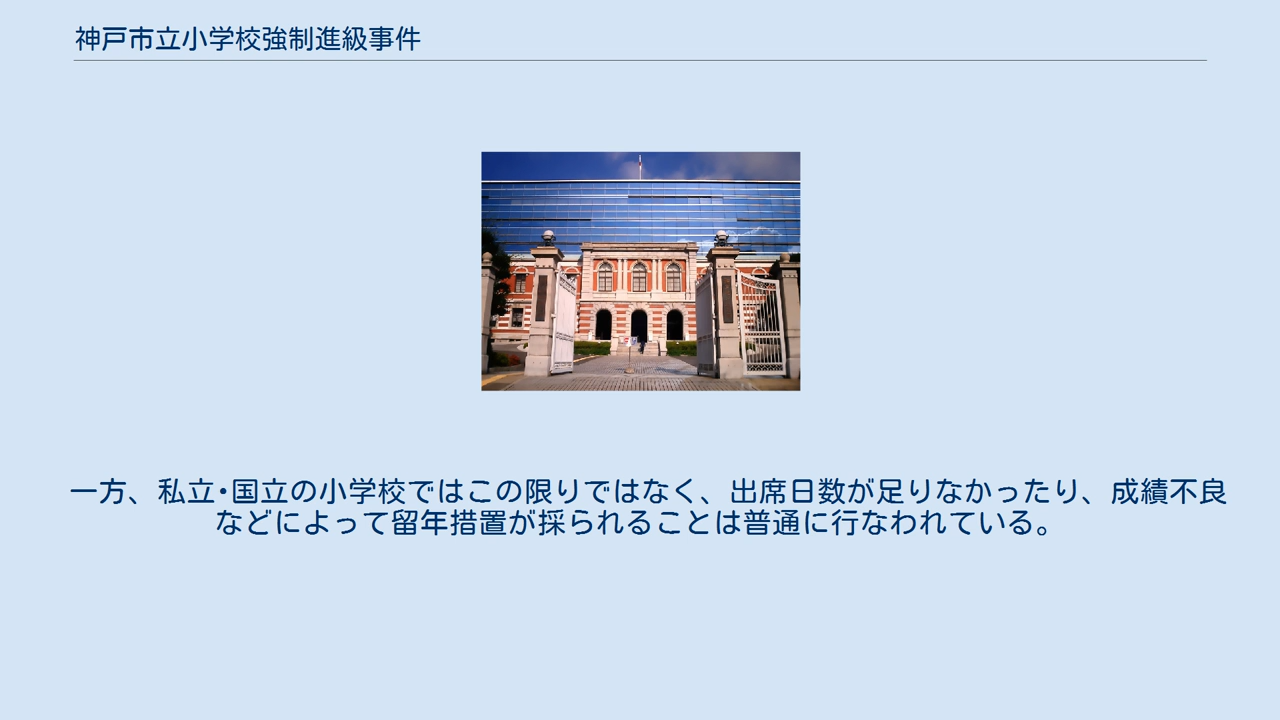 神戸市立小学校強制進級事件
一方、私立･国立の小学校ではこの限りではなく、出席日数が足りなかったり、成績不良
などによって留年措置が採られることは普通に行なわれている。